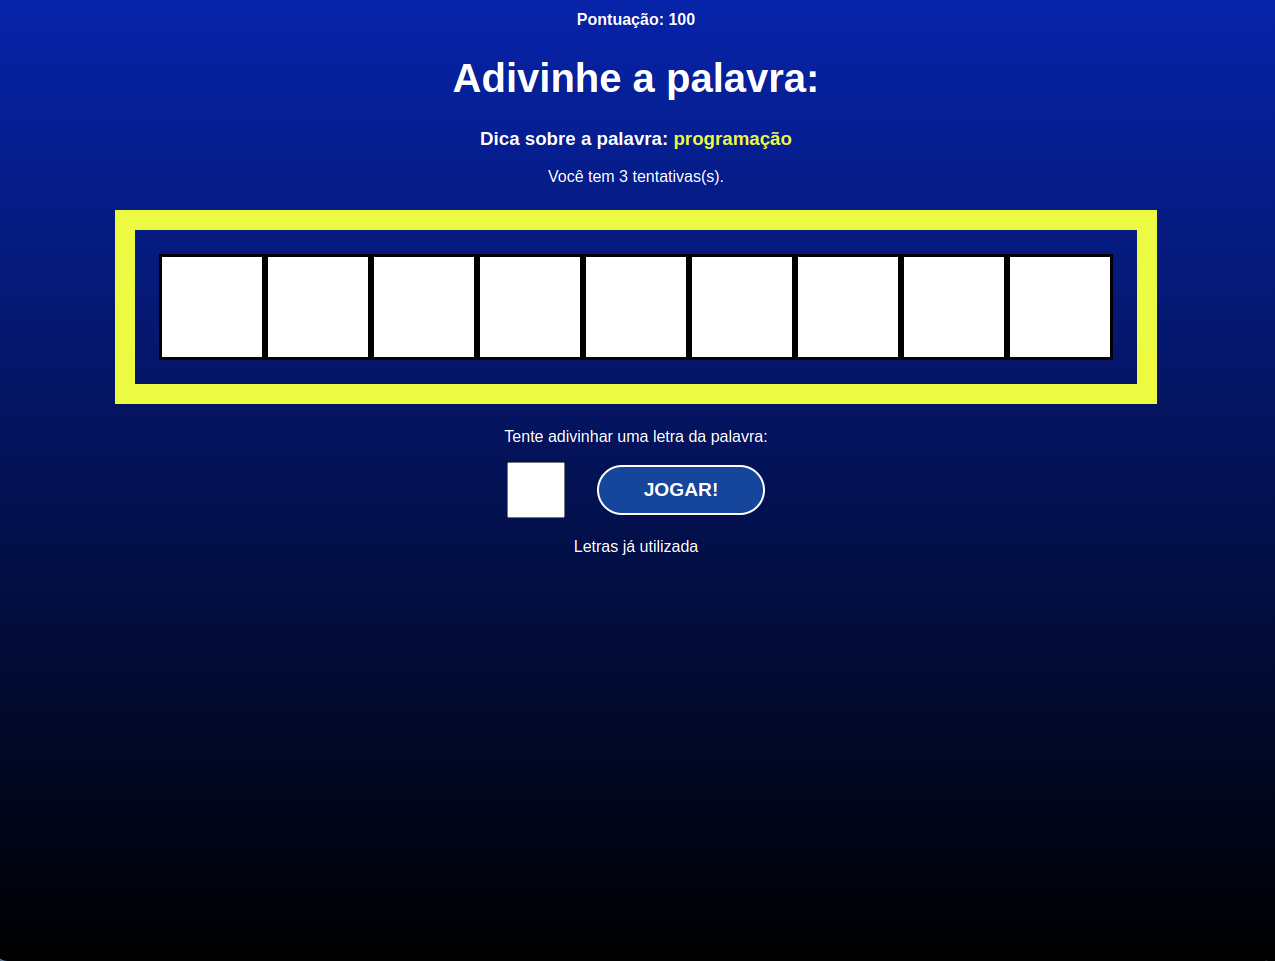 Pontuação: 100
Adivinhe a palavra:
Dica sobre a palavra: programação
Você tem 3 tentativas(s).
Tente adivinhar uma letra da palavra:
JOGAR!
Letras já utilizada